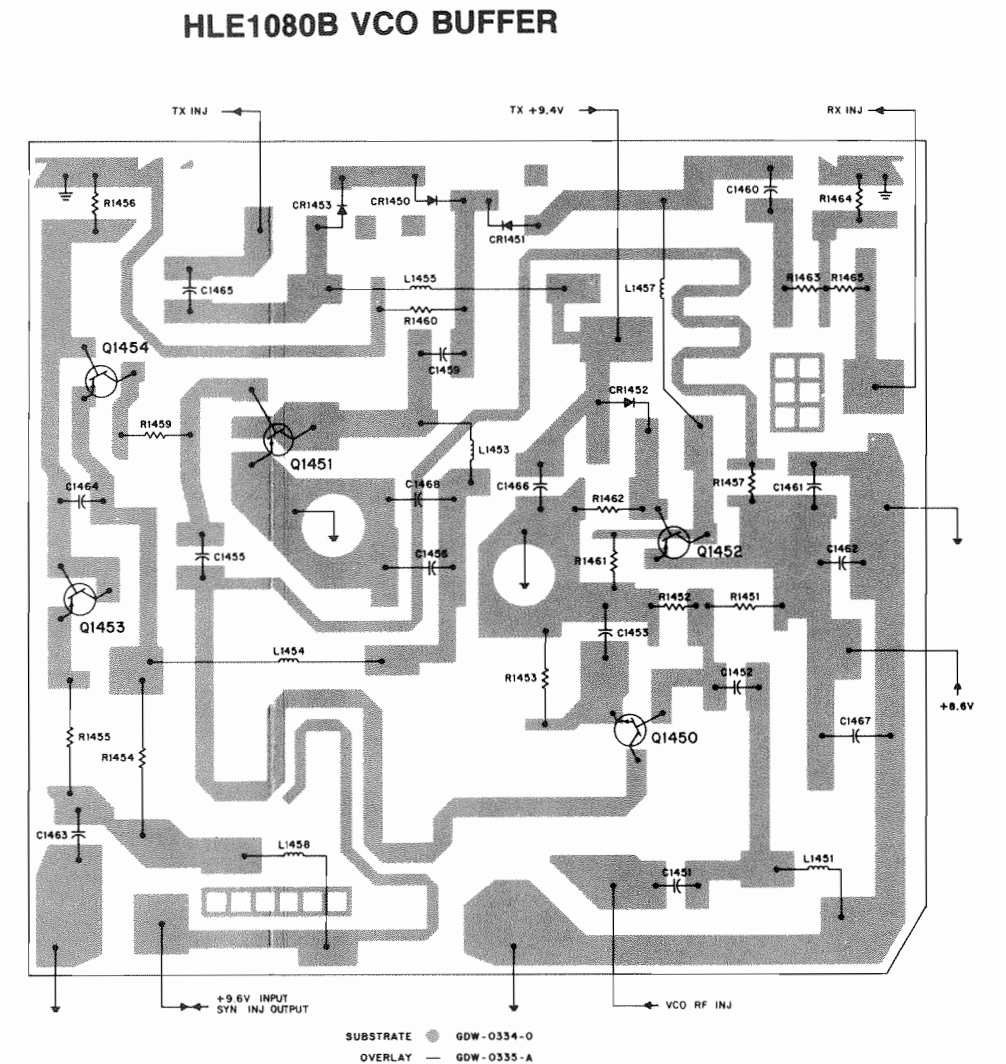 HLE1080B VCO BUFFER
TX INJ
TX +9.4V
RX INJ
R1456
CR1453
CR1450
CR1451
C1460
R1464
C1465
L1455
R1460
L1457
R1463
R1465
Q1454
C1459
CR1452
R1459
Q1451
L1453
C1464
C1468
C1466
R1462
R1457
C1461
C1455
C1456
R1461
Q1452
C1462
Q1453
R1452
R1451
C1453
L1454
R1453
C1452
+8.6V
R1455
R1454
Q1450
C1467
C1463
L1458
C1451
L1451
+9.6V INPUT
SYN INJ OUTPUT
VCO RF INJ
SUBSTRATE GDW-0334-O
OVERLAY — GDW-0335-A